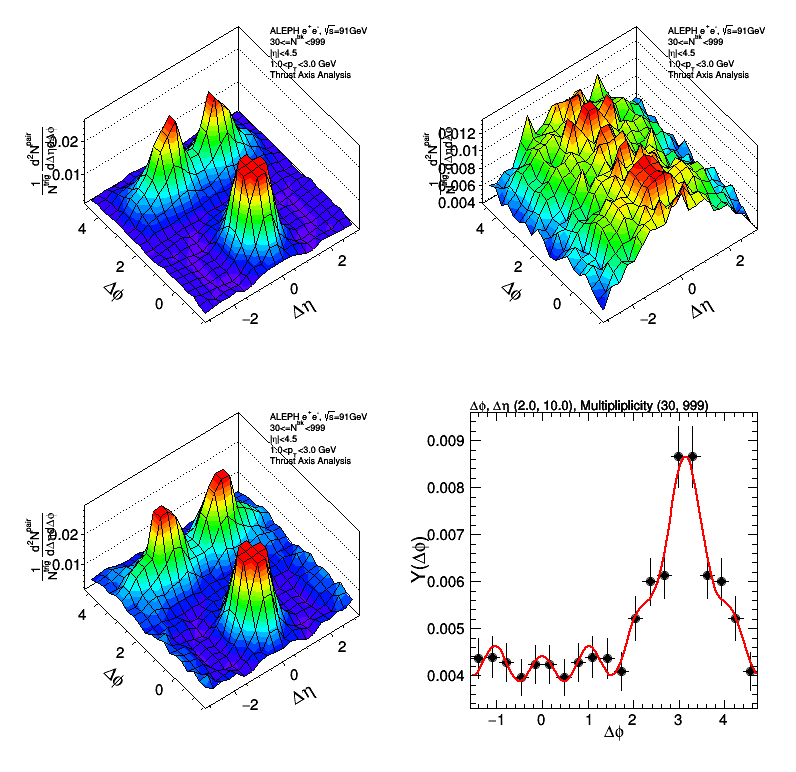 ALEPH e⁺e⁻, √s=91GeV
30<=N^trk<999
|η|<4.5
1.0<p_T<3.0 GeV
Thrust Axis Analysis
0.02
0.01
1/N^trig d²N^pair/dΔηdΔφ
4
2
0
Δφ
−2
0
2
Δη
ALEPH e⁺e⁻, √s=91GeV
30<=N^trk<999
|η|<4.5
1.0<p_T<3.0 GeV
Thrust Axis Analysis
0.012
0.01
0.008
0.006
0.004
1/N^trig d²N^pair/dΔηdΔφ
4
2
0
Δφ
−2
0
2
Δη
ALEPH e⁺e⁻, √s=91GeV
30<=N^trk<999
|η|<4.5
1.0<p_T<3.0 GeV
Thrust Axis Analysis
0.02
0.01
1/N^trig d²N^pair/dΔηdΔφ
4
2
0
Δφ
−2
0
2
Δη
Δφ, Δη (2.0, 10.0), Multipliplicity (30, 999)
0.009
0.008
0.007
0.006
0.005
0.004
Y(Δφ)
−1
0
1
2
3
4
Δφ